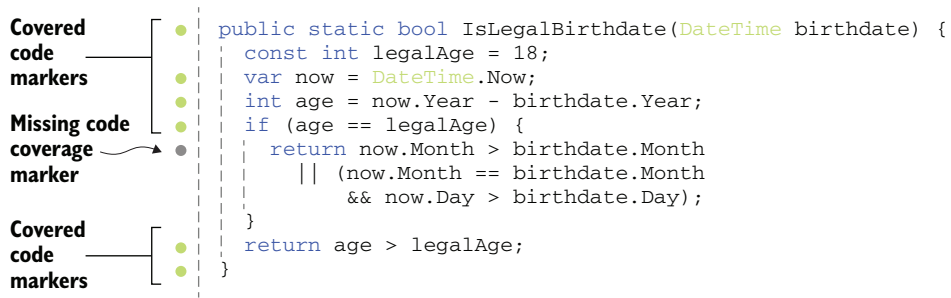 Covered
code
markers
Missing code
coverage
marker
Covered
code
markers
public static bool IsLegalBirthdate(DateTime birthdate) {
  const int legalAge = 18;
  var now = DateTime.Now;
  int age = now.Year - birthdate.Year;
  if (age == legalAge) {
    return now.Month > birthdate.Month
      || (now.Month == birthdate.Month
          && now.Day > birthdate.Day);
  }
  return age > legalAge;
}